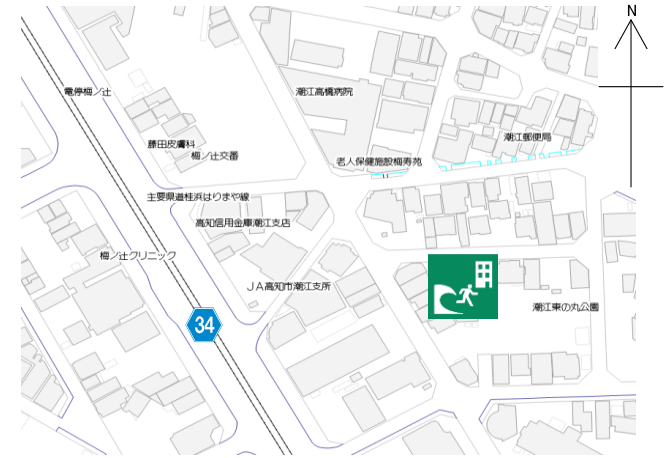 N
電停梅ノ辻
潮江高橋病院
潮江郵便局
藤田皮膚科
梅ノ辻交番
老人保健施設梅寿苑
主要県道桂浜はりまや線
高知信用金庫潮江支店
梅ノ辻クリニック
JA高知市潮江支所
潮江東の丸公園
34